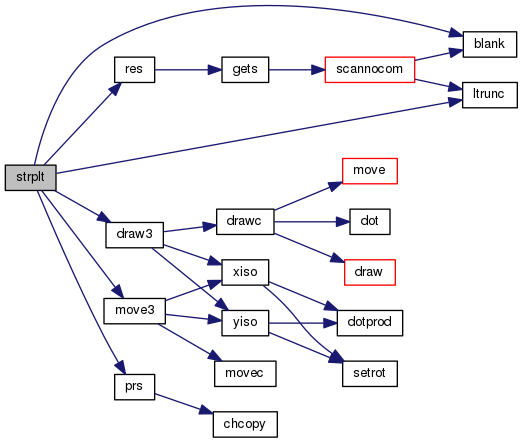 blank
res
gets
scannocom
ltrunc
strplt
move
drawc
dot
draw3
xiso
draw
move3
yiso
dotprod
movec
setrot
prs
chcopy